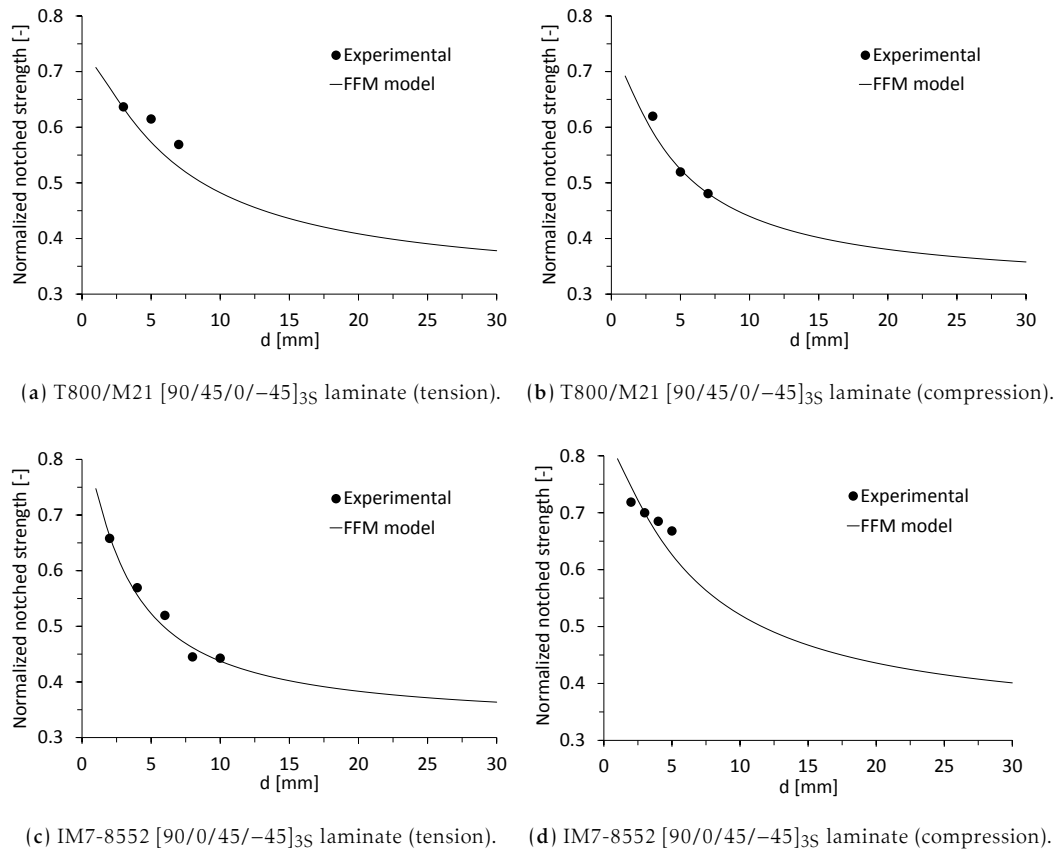 0.8
0.7
0.6
0.5
0.4
0.3
Normalized notched strength [-]
Experimental
FFM model
0 5 10 15 20 25 30
d [mm]
(a) T800/M21 [90/45/0/−45]3S laminate (tension).
0.8
0.7
0.6
0.5
0.4
0.3
Normalized notched strength [-]
Experimental
FFM model
0 5 10 15 20 25 30
d [mm]
(b) T800/M21 [90/45/0/−45]3S laminate (compression).
0.8
0.7
0.6
0.5
0.4
0.3
Normalized notched strength [-]
Experimental
FFM model
0 5 10 15 20 25 30
d [mm]
(c) IM7-8552 [90/0/45/−45]3S laminate (tension).
0.8
0.7
0.6
0.5
0.4
0.3
Normalized notched strength [-]
Experimental
FFM model
0 5 10 15 20 25 30
d [mm]
(d) IM7-8552 [90/0/45/−45]3S laminate (compression).